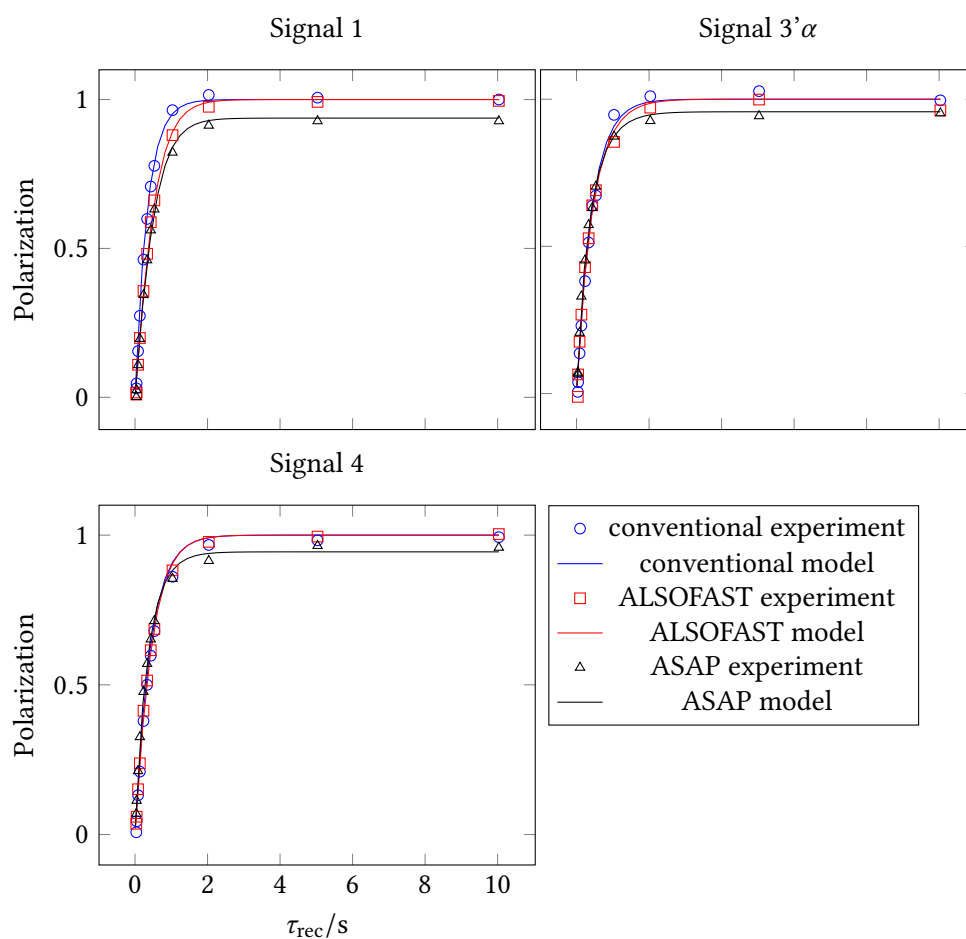 Signal 1
Signal 3’α
1
0.5
0
Polarization
Signal 4
1
0.5
0
Polarization
0 2 4 6 8 10
τrec/s
conventional experiment
conventional model
ALSOFAST experiment
ALSOFAST model
ASAP experiment
ASAP model